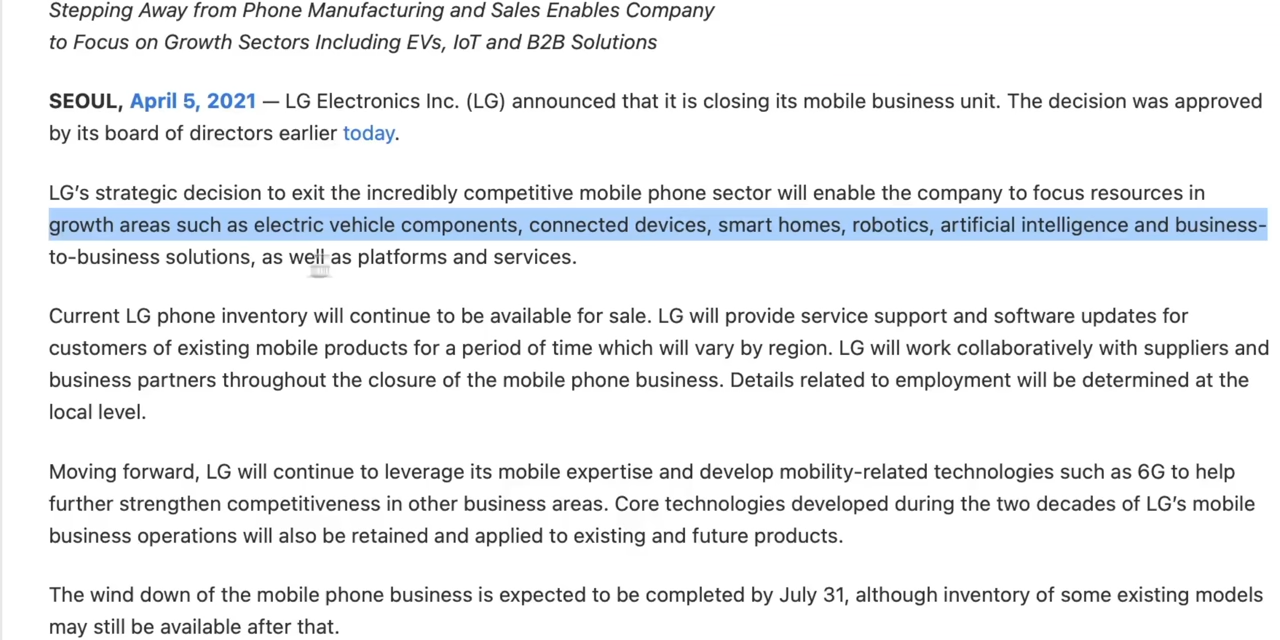 Stepping Away from Phone Manufacturing and Sales Enables Company
to Focus on Growth Sectors Including EVs, IoT and B2B Solutions
SEOUL, April 5, 2021 — LG Electronics Inc. (LG) announced that it is closing its mobile business unit. The decision was approved
by its board of directors earlier today.
LG’s strategic decision to exit the incredibly competitive mobile phone sector will enable the company to focus resources in
growth areas such as electric vehicle components, connected devices, smart homes, robotics, artificial intelligence and business-
to-business solutions, as well as platforms and services.
Current LG phone inventory will continue to be available for sale. LG will provide service support and software updates for
customers of existing mobile products for a period of time which will vary by region. LG will work collaboratively with suppliers and
business partners throughout the closure of the mobile phone business. Details related to employment will be determined at the
local level.
Moving forward, LG will continue to leverage its mobile expertise and develop mobility-related technologies such as 6G to help
further strengthen competitiveness in other business areas. Core technologies developed during the two decades of LG’s mobile
business operations will also be retained and applied to existing and future products.
The wind down of the mobile phone business is expected to be completed by July 31, although inventory of some existing models
may still be available after that.